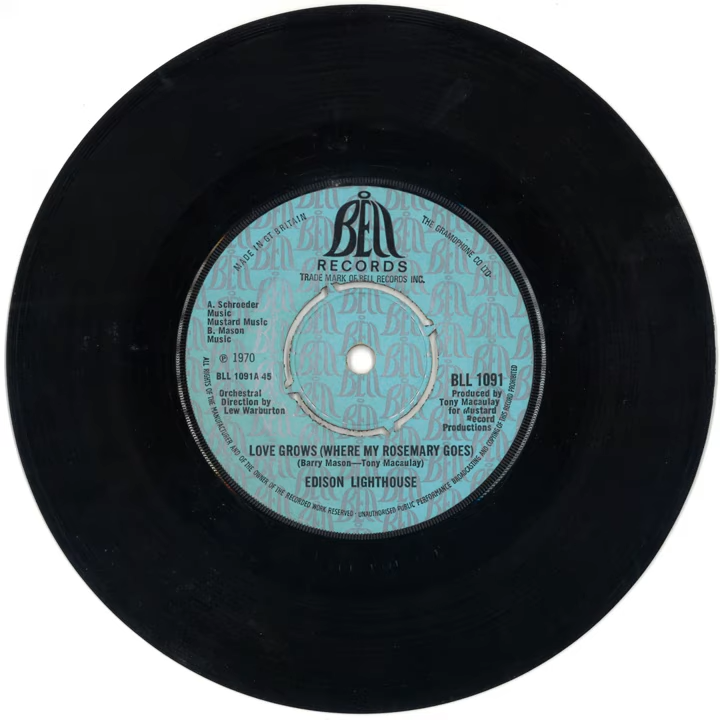 BELL
RECORDS
TRADE MARK OF BELL RECORDS INC.
MADE IN GT BRITAIN
THE GRAMOPHONE CO LTD.
A. Schroeder
Music
Mustard Music
B. Mason
Music
℗ 1970
BLL 1091A 45
Orchestral
Direction by
Lew Warburton
BLL 1091
Produced by
Tony Macaulay
for Mustard
Record
Productions
LOVE GROWS (WHERE MY ROSEMARY GOES)
(Barry Mason—Tony Macaulay)
EDISON LIGHTHOUSE
ALL RIGHTS OF THE MANUFACTURER AND OF THE OWNER OF THE RECORDED WORK RESERVED · UNAUTHORISED PUBLIC PERFORMANCE BROADCASTING AND COPYING OF THIS RECORD PROHIBITED